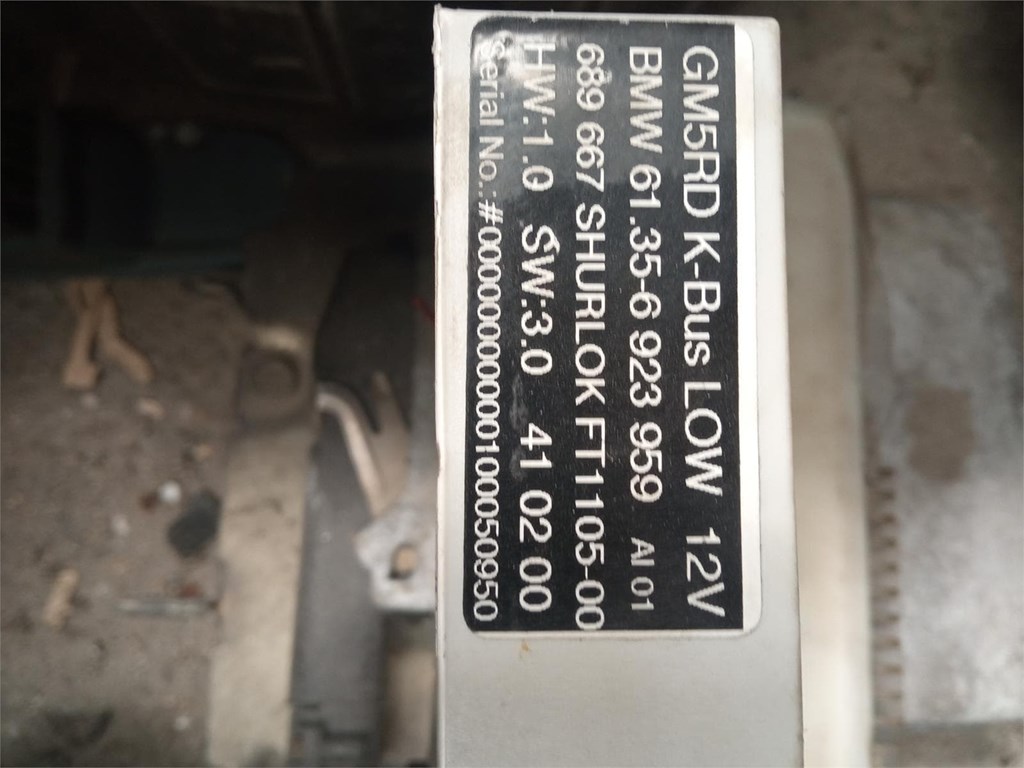 GM5RD K-Bus LOW 12V
BMW 61.35-6 923 959 AI 01
689 667 SHURLOK FT1105-00
HW:1.0 SW:3.0 41 02 00
Serial No.:#00000000000100050950